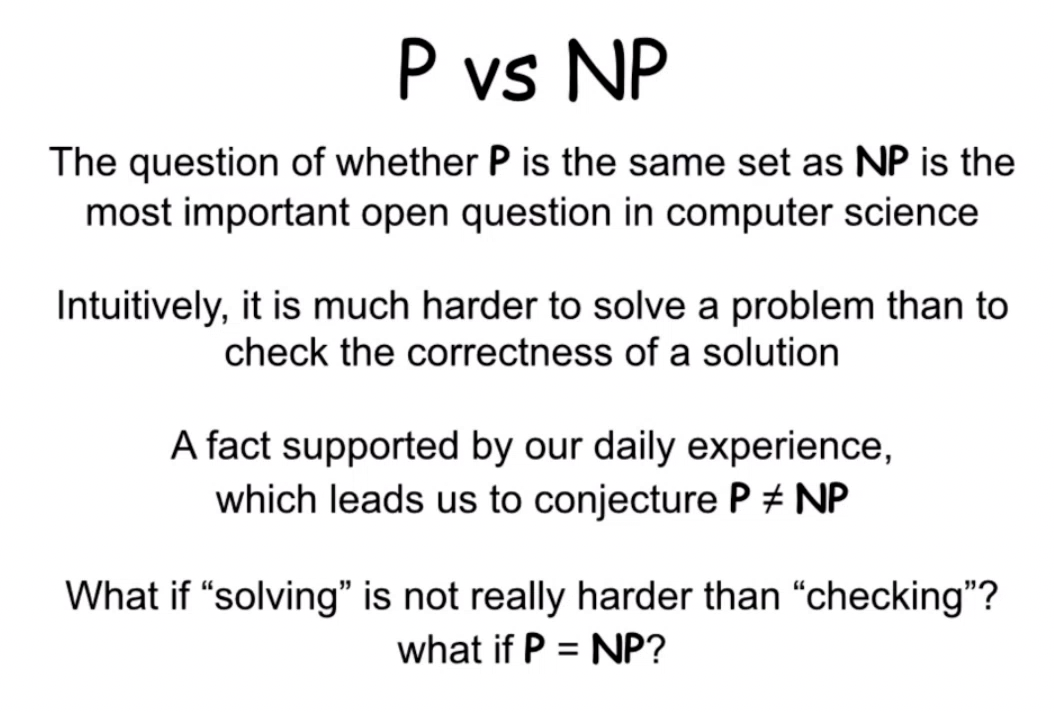 P vs NP
The question of whether P is the same set as NP is the
most important open question in computer science
Intuitively, it is much harder to solve a problem than to
check the correctness of a solution
A fact supported by our daily experience,
which leads us to conjecture P ≠ NP
What if “solving” is not really harder than “checking”?
what if P = NP?